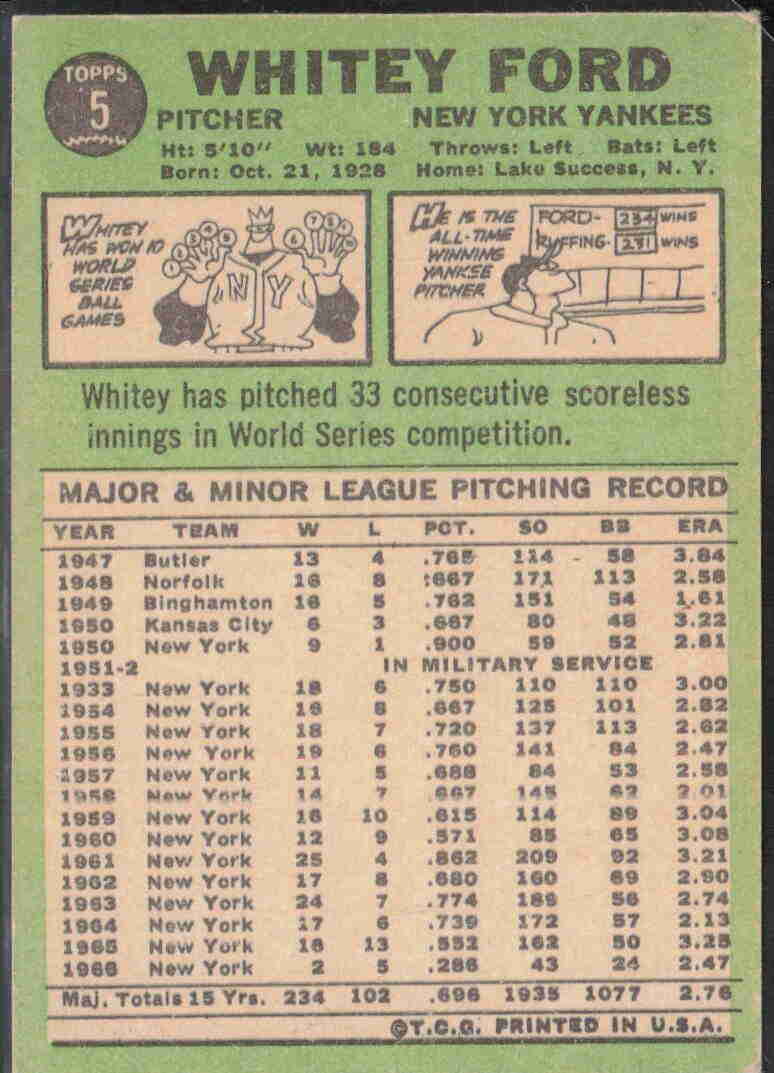 TOPPS
5
WHITEY FORD
PITCHER NEW YORK YANKEES
Ht: 5'10" Wt: 184 Throws: Left Bats: Left
Born: Oct. 21, 1928 Home: Lake Success, N. Y.
WHITEY
HAS WON 10
WORLD
SERIES
BALL
GAMES
1 2 3 4 5 6 7 8 9 10
NY
HE IS THE
ALL-TIME
WINNING
YANKEE
PITCHER
FORD- 234 WINS
RUFFING- 231 WINS
Whitey has pitched 33 consecutive scoreless
innings in World Series competition.
MAJOR & MINOR LEAGUE PITCHING RECORD
YEAR TEAM W L PCT. SO BB ERA
1947 Butler 13 4 .765 114 58 3.84
1948 Norfolk 16 8 .667 171 113 2.58
1949 Binghamton 16 5 .762 151 54 1.61
1950 Kansas City 6 3 .667 80 48 3.22
1950 New York 9 1 .900 59 52 2.81
1951-2 IN MILITARY SERVICE
1933 New York 18 6 .750 110 110 3.00
1954 New York 16 8 .667 125 101 2.82
1955 New York 18 7 .720 137 113 2.62
1956 New York 19 6 .760 141 84 2.47
1957 New York 11 5 .688 84 53 2.58
1958 New York 14 7 .667 145 62 2.01
1959 New York 16 10 .615 114 89 3.04
1960 New York 12 9 .571 85 65 3.08
1961 New York 25 4 .862 209 92 3.21
1962 New York 17 8 .680 160 69 2.90
1963 New York 24 7 .774 189 56 2.74
1964 New York 17 6 .739 172 57 2.13
1965 New York 16 13 .552 162 50 3.25
1966 New York 2 5 .286 43 24 2.47
Maj. Totals 15 Yrs. 234 102 .696 1935 1077 2.76
©T.C.G. PRINTED IN U.S.A.